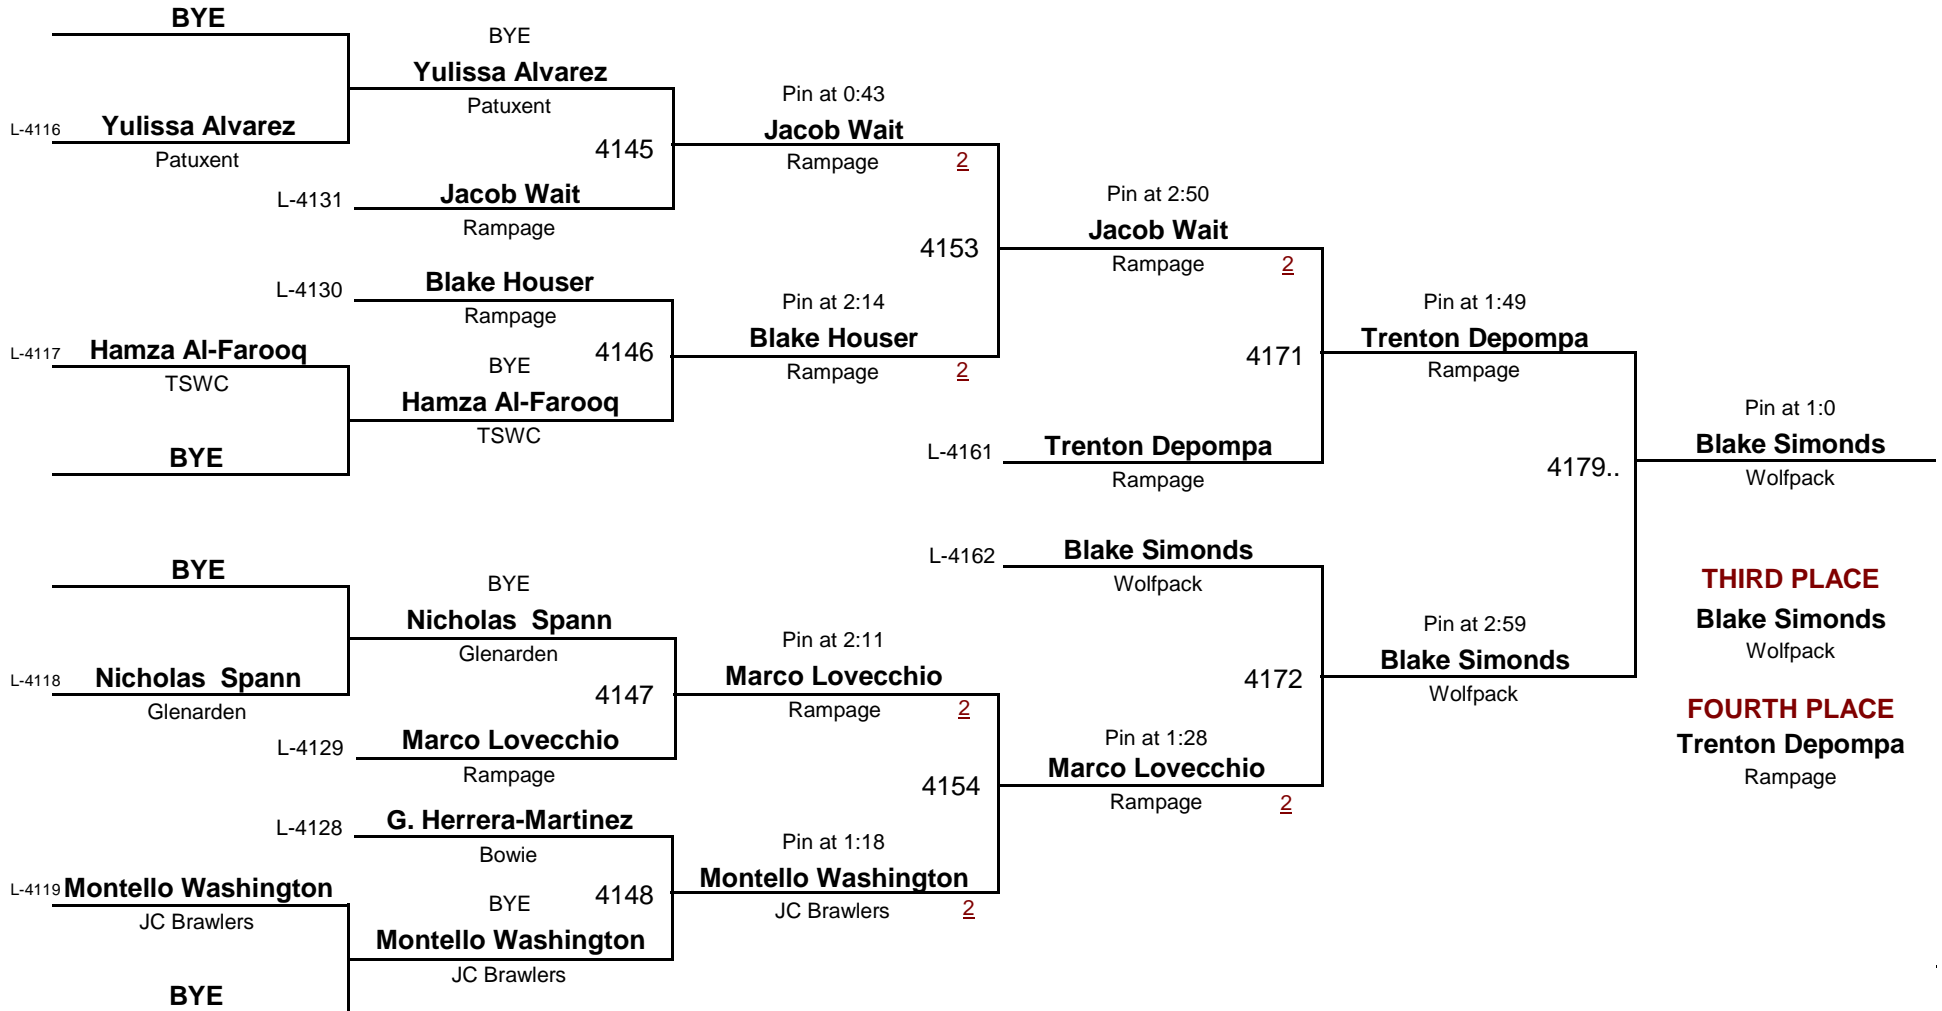 BYE
BYE
Yulissa Alvarez
Patuxent
L-4116 Yulissa Alvarez
Patuxent
4145
Pin at 0:43
Jacob Wait
Rampage 2
L-4131 Jacob Wait
Rampage
Pin at 2:50
Jacob Wait
Rampage 2
4153
L-4130 Blake Houser
Rampage
Pin at 2:14
Blake Houser
Rampage 2
L-4117 Hamza Al-Farooq
TSWC
4146
BYE
Hamza Al-Farooq
TSWC
BYE
4171
Pin at 1:49
Trenton Depompa
Rampage
L-4161 Trenton Depompa
Rampage
4179..
Pin at 1:0
Blake Simonds
Wolfpack
L-4162 Blake Simonds
Wolfpack
BYE
BYE
Nicholas  Spann
Glenarden
L-4118 Nicholas  Spann
Glenarden
4147
Pin at 2:11
Marco Lovecchio
Rampage 2
4172
Pin at 2:59
Blake Simonds
Wolfpack
THIRD PLACE
Blake Simonds
Wolfpack
FOURTH PLACE
Trenton Depompa
Rampage
L-4129 Marco Lovecchio
Rampage
4154
Pin at 1:28
Marco Lovecchio
Rampage 2
L-4128 G. Herrera-Martinez
Bowie
Pin at 1:18
Montello Washington
JC Brawlers 2
L-4119 Montello Washington
JC Brawlers
4148
BYE
Montello Washington
JC Brawlers
BYE